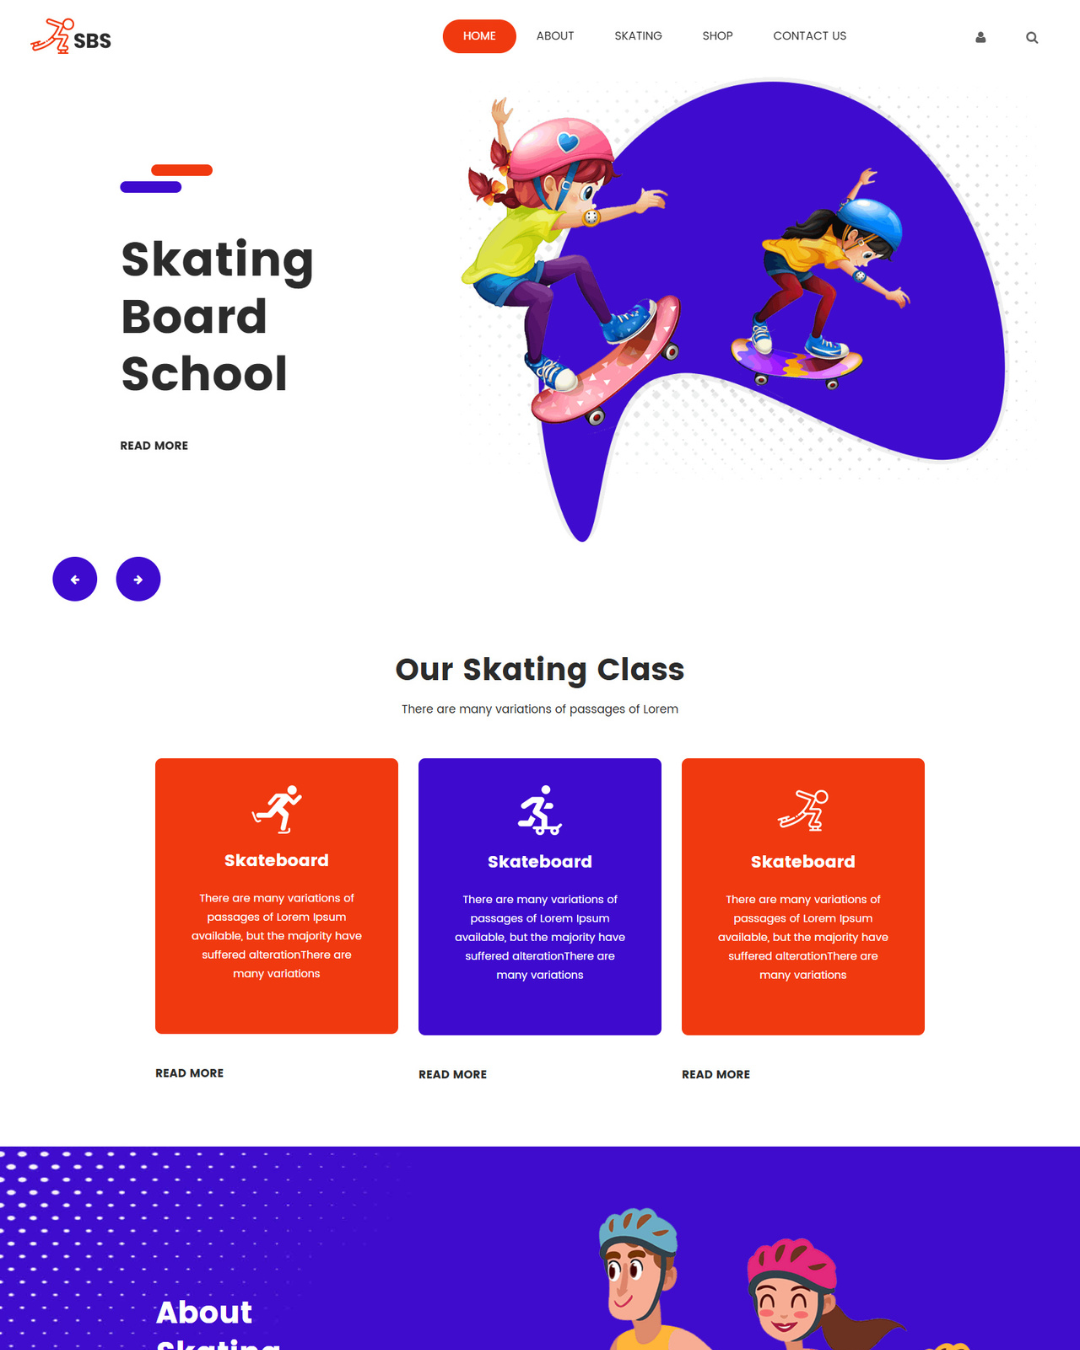 SBS
HOME
ABOUT
SKATING
SHOP
CONTACT US
Skating
Board
School
READ MORE
Our Skating Class
There are many variations of passages of Lorem
Skateboard
There are many variations of
passages of Lorem Ipsum
available, but the majority have
suffered alterationThere are
many variations
READ MORE
Skateboard
There are many variations of
passages of Lorem Ipsum
available, but the majority have
suffered alterationThere are
many variations
READ MORE
Skateboard
There are many variations of
passages of Lorem Ipsum
available, but the majority have
suffered alterationThere are
many variations
READ MORE
About
Skating